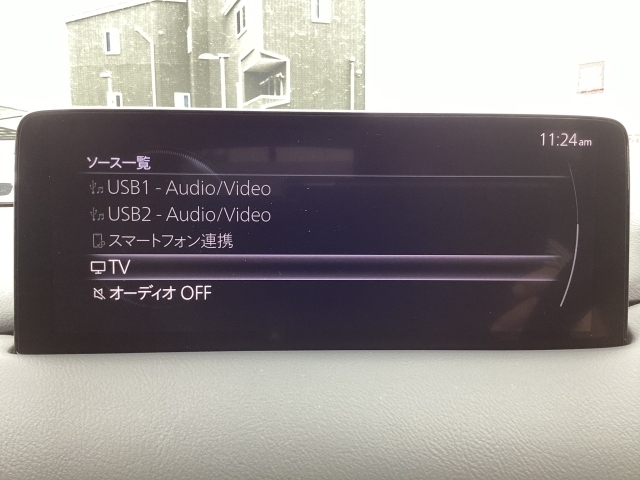 11:24am
ソース一覧
USB1 - Audio/Video
USB2 - Audio/Video
スマートフォン連携
TV
オーディオ OFF